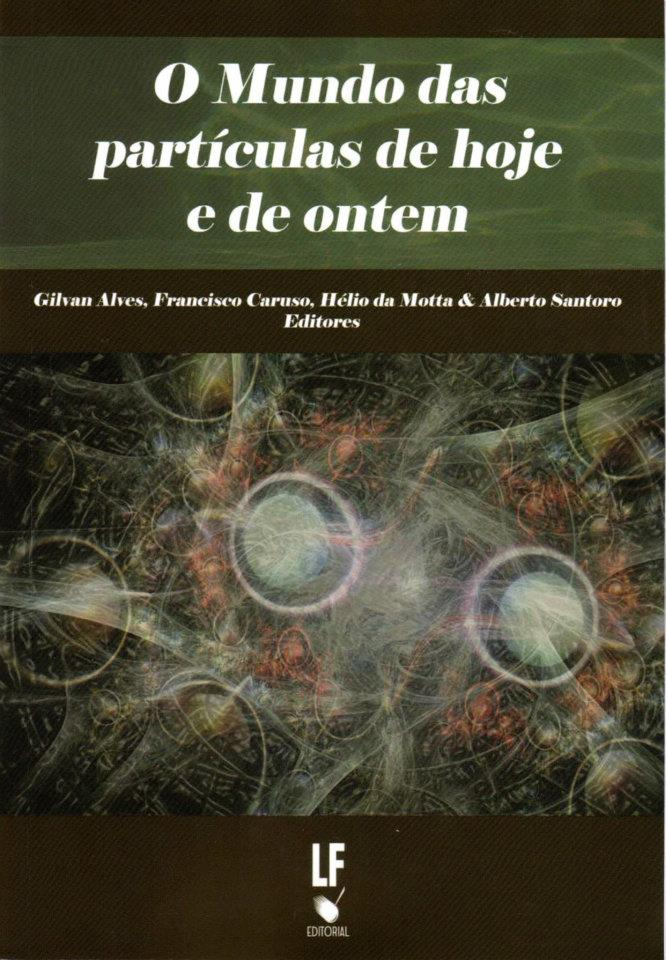 O Mundo das
partículas de hoje
e de ontem
Gilvan Alves, Francisco Caruso, Hélio da Motta & Alberto Santoro
Editores
LF
EDITORIAL